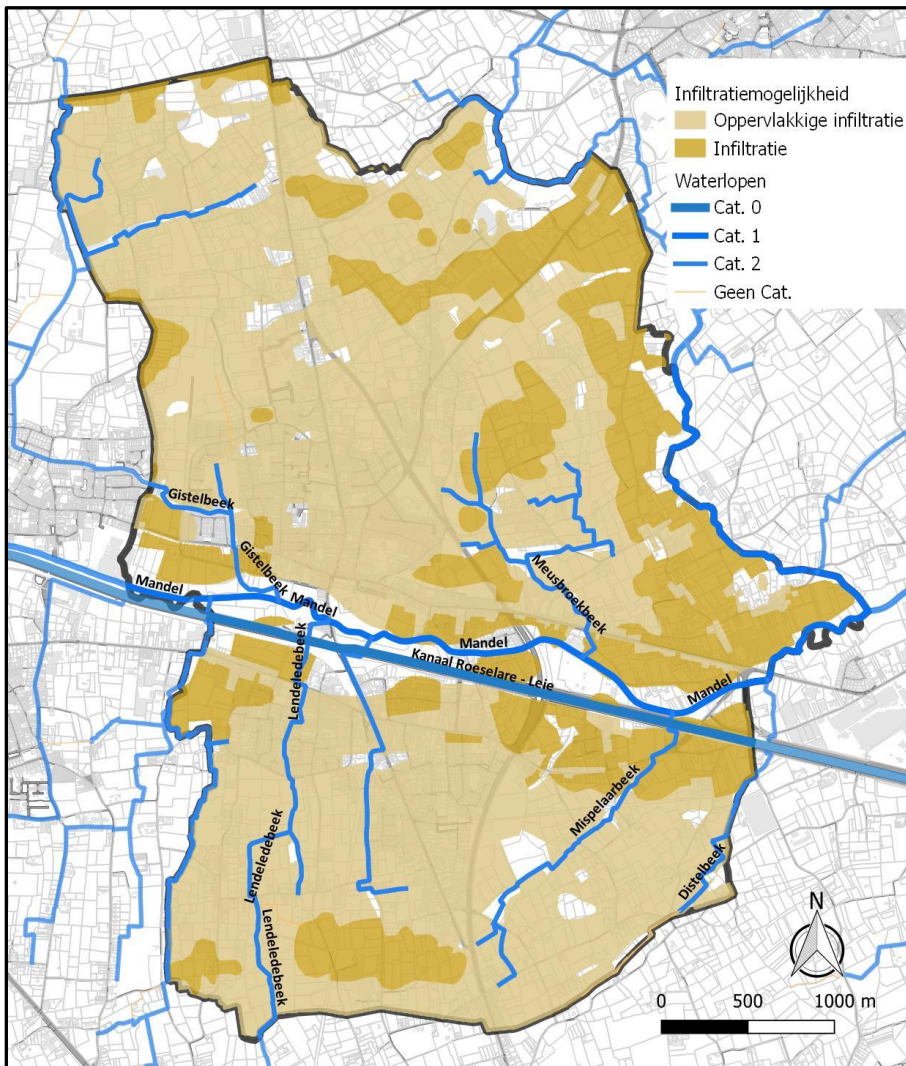 Infiltratiemogelijkheid
Oppervlakkige infiltratie
Infiltratie
Waterlopen
Cat. 0
Cat. 1
Cat. 2
Geen Cat.
Gistelbeek
Gistelbeek
Mandel
Mandel
Meusbroekbeek
Mandel
Lendeledebeek
Kanaal Roeselare - Leie
Mandel
Mispelaarbeek
Lendeledebeek
Distelbeek
Lendeledebeek
N
0 500 1000 m